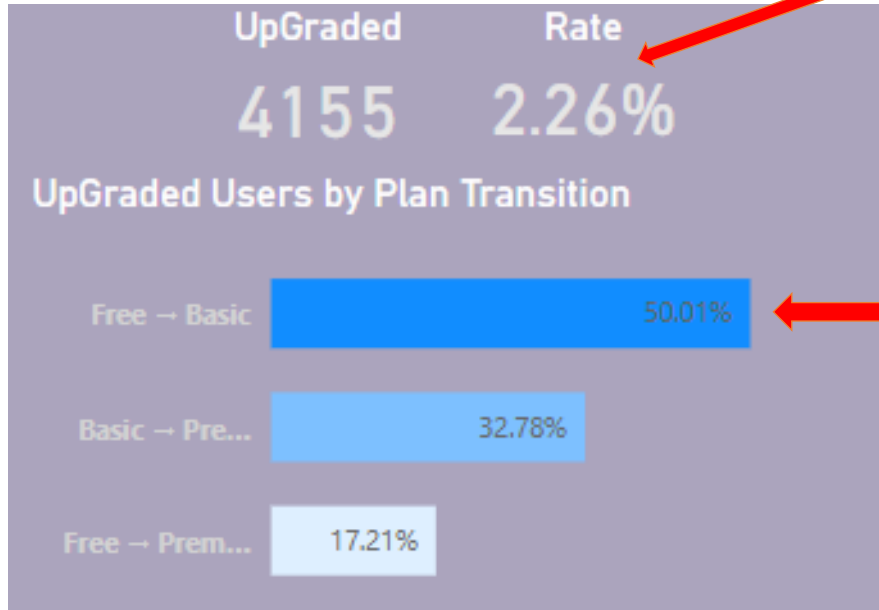 UpGraded Rate
4155 2.26%
UpGraded Users by Plan Transition
Free → Basic 50.01%
Basic → Pre... 32.78%
Free → Prem... 17.21%